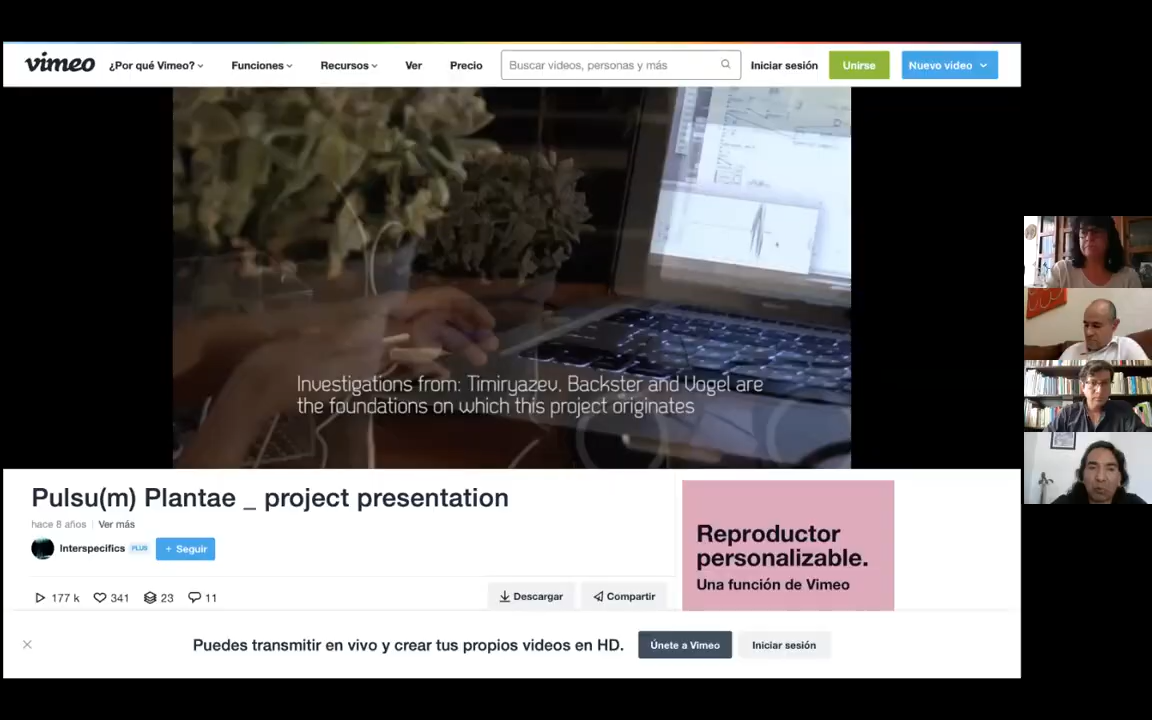 vimeo
¿Por qué Vimeo?
Funciones
Recursos
Ver
Precio
Buscar videos, personas y más
Iniciar sesión
Unirse
Nuevo video
Investigations from: Timiryazev, Backster and Vogel are
the foundations on which this project originates
Pulsu(m) Plantae _ project presentation
hace 8 años | Ver más
Interspecifics PLUS
+ Seguir
177 k
341
23
11
Descargar
Compartir
Reproductor
personalizable.
Una función de Vimeo
Puedes transmitir en vivo y crear tus propios videos en HD.
Únete a Vimeo
Iniciar sesión